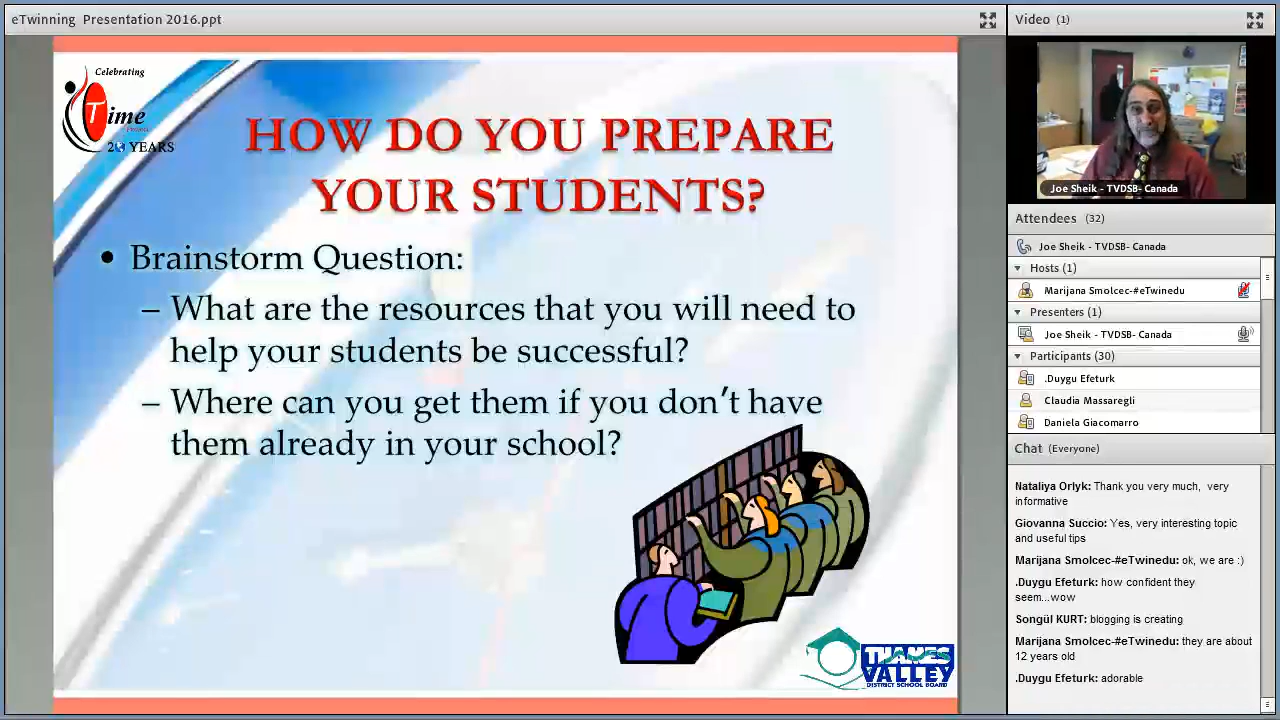 eTwinning Presentation 2016.ppt
Celebrating
Time
20 YEARS
HOW DO YOU PREPARE
YOUR STUDENTS?
• Brainstorm Question:
– What are the resources that you will need to
help your students be successful?
– Where can you get them if you don't have
them already in your school?
THAMES
VALLEY
DISTRICT SCHOOL BOARD
Video (1)
Joe Sheik - TVDSB- Canada
Attendees (32)
Joe Sheik - TVDSB- Canada
Hosts (1)
Marijana Smolcec-#eTwinedu
Presenters (1)
Joe Sheik - TVDSB-Canada
Participants (30)
.Duygu Efeturk
Claudia Massaregli
Daniela Giacomarro
Chat (Everyone)
Nataliya Orlyk: Thank you very much, very
informative
Giovanna Succio: Yes, very interesting topic
and useful tips
Marijana Smolcec-#eTwinedu: ok, we are :)
.Duygu Efeturk: how confident they
seem...wow
Songül KURT: blogging is creating
Marijana Smolcec-#eTwinedu: they are about
12 years old
.Duygu Efeturk: adorable